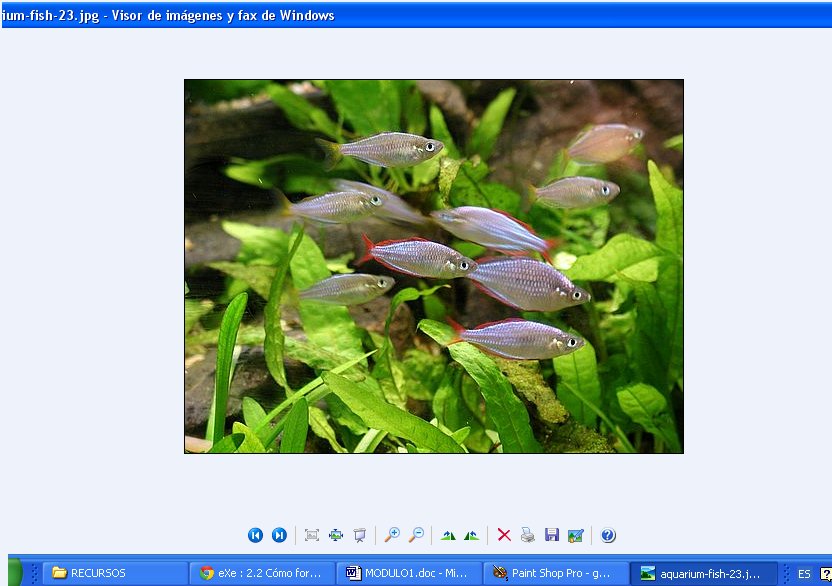 ium-fish-23.jpg - Visor de imágenes y fax de Windows
RECURSOS
eXe : 2.2 Cómo for...
MODULO1.doc - Mi...
Paint Shop Pro - g...
aquarium-fish-23.j...
ES